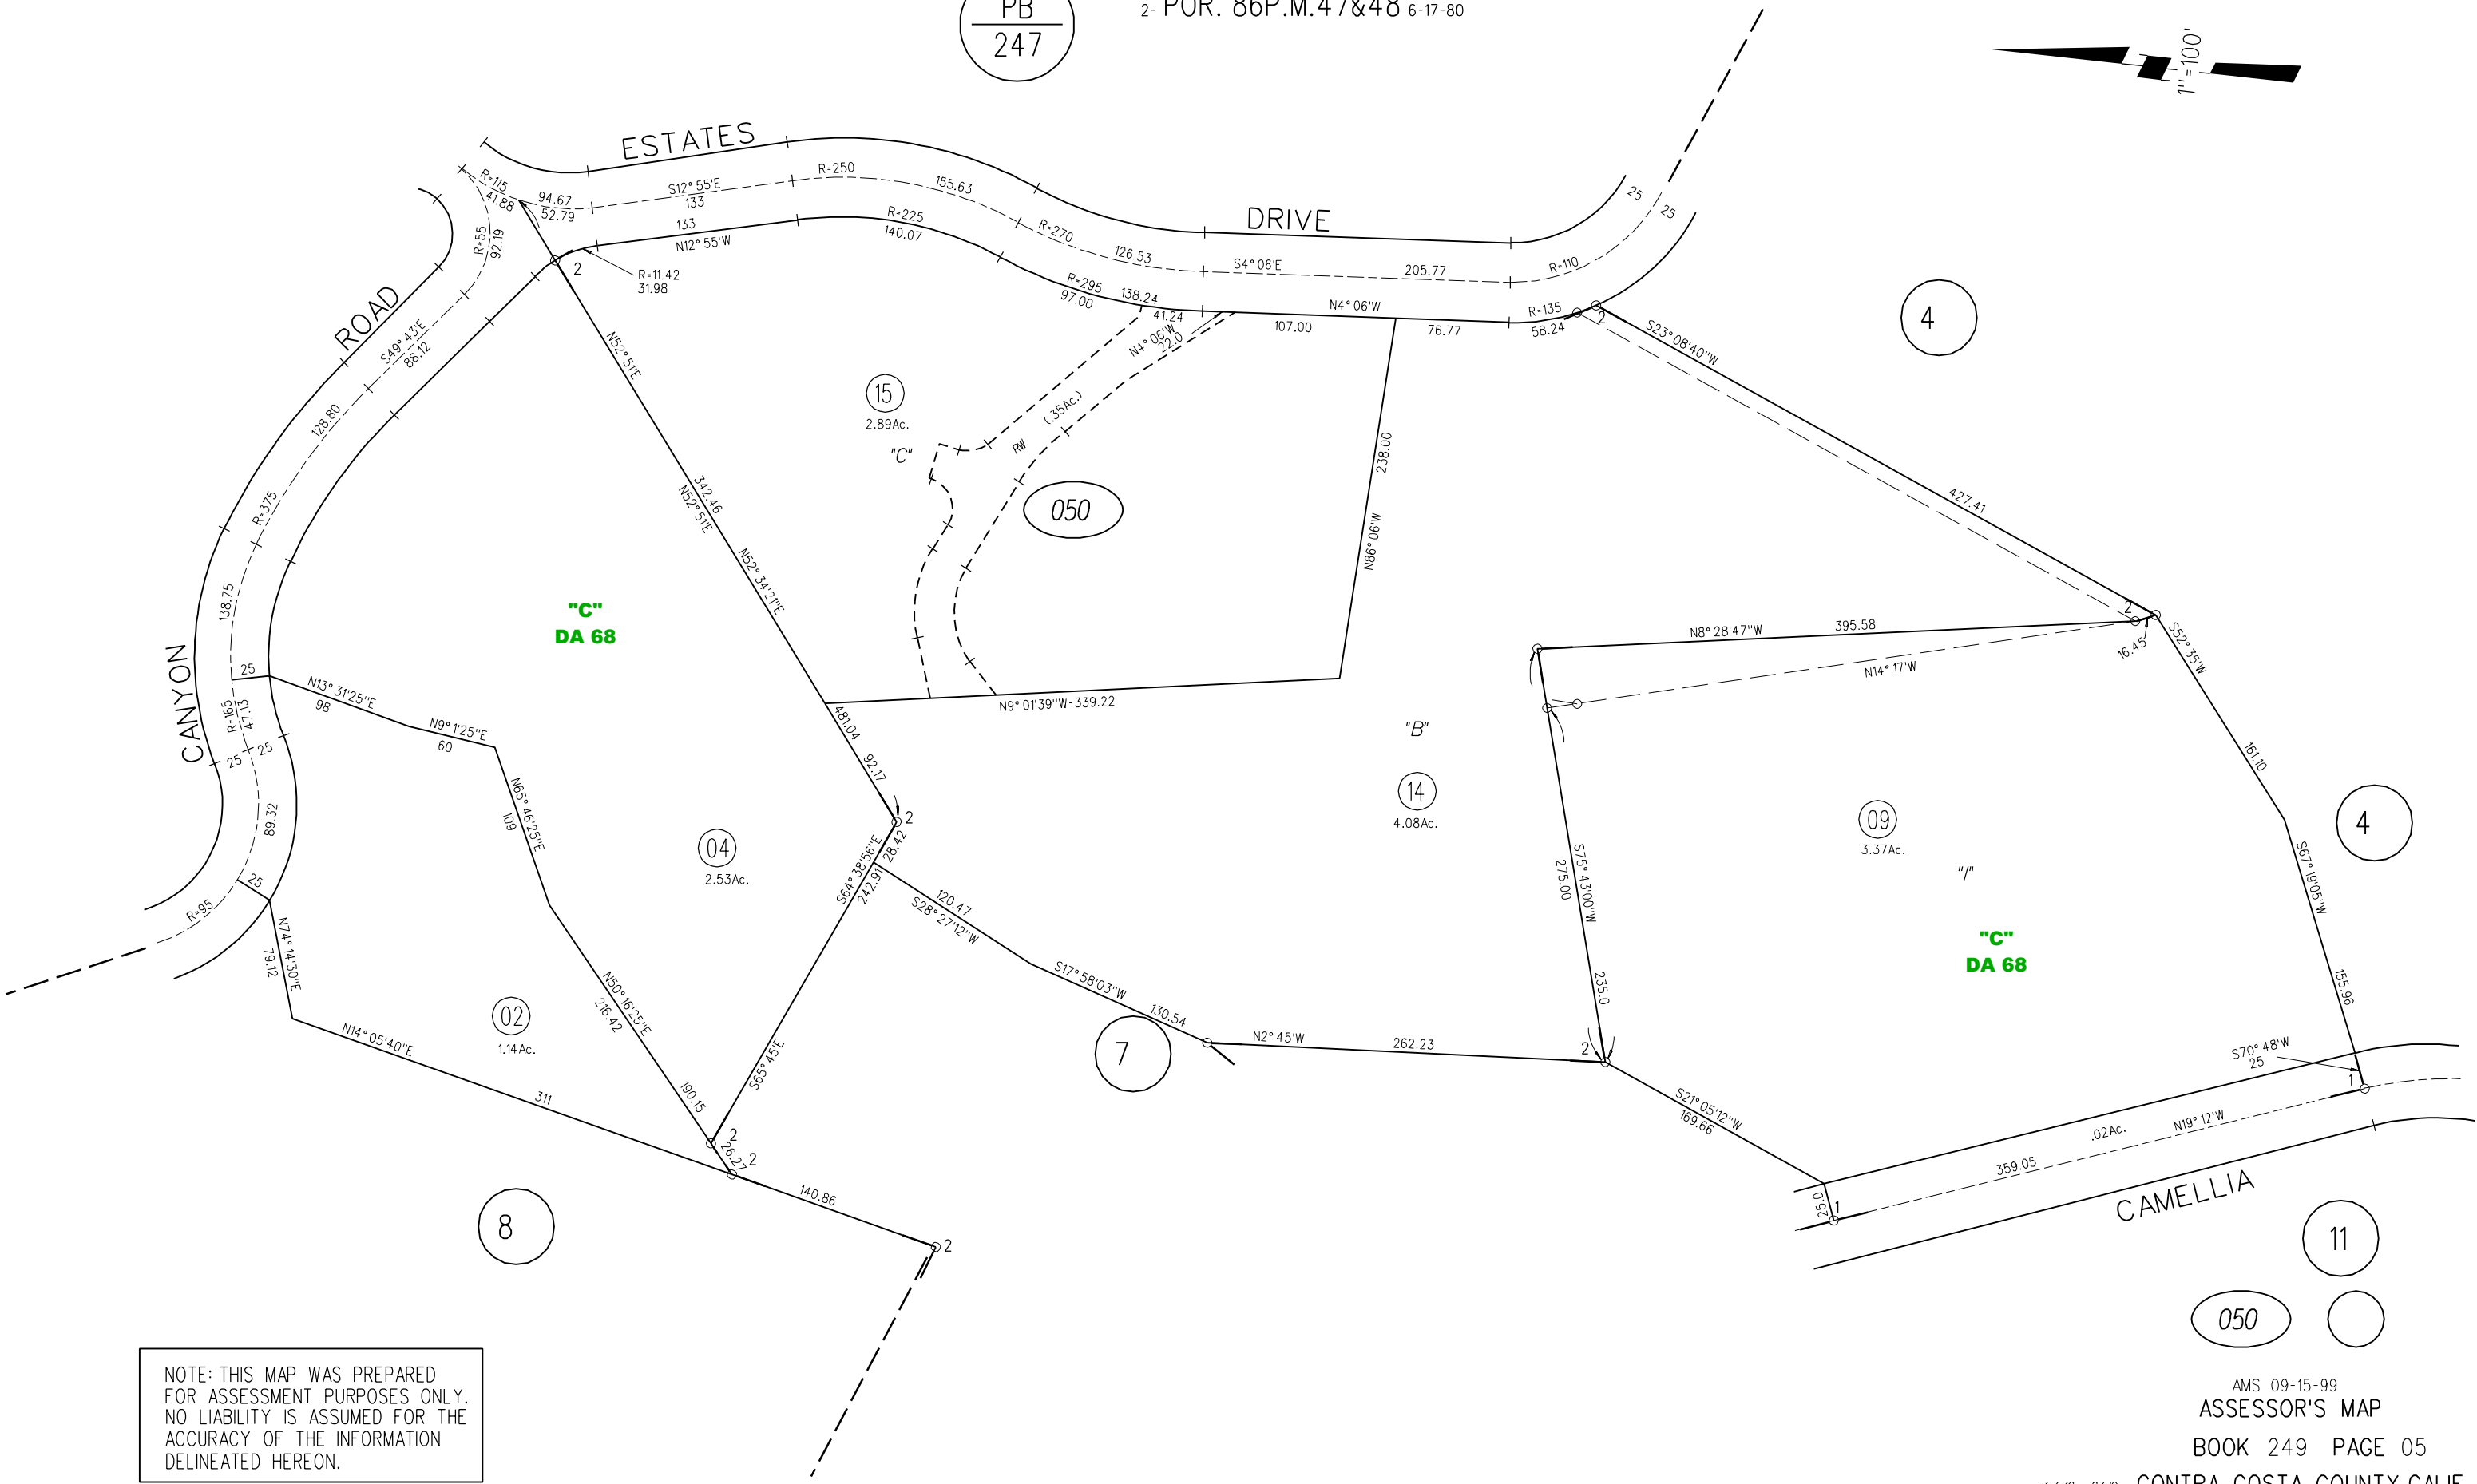 PB
247
2- POR. 86P.M.47&48 6-17-80
1"=100'
ESTATES
DRIVE
ROAD
CANYON
CAMELLIA
R=115
41.88
94.67
52.79
S12°55'E
133
R=250
155.63
R=270
126.53
S4°06'E
205.77
R=110
25
25
133
N12°55'W
R=225
140.07
R=295
97.00
138.24
41.24
N4°06'W
107.00
76.77
R=135
58.24
2
2
R=11.42
31.98
R=55
92.19
S49°43'E
88.12
128.80
R=375
138.75
25
R=165
47.13
25
25
89.32
25
R=95
N52°51'E
342.46
N52°51'E
N52°34'21"E
481.04
92.17
2
15
2.89Ac.
"C"
N4°06'W
22.0
(.35Ac.)
RW
050
238.00
N86°06'W
N9°01'39"W-339.22
S23°08'40"W
427.41
4
"C"
DA 68
N8°28'47"W
395.58
N14°17'W
2
16.45
S52°35'W
161.10
4
S67°19'05"W
155.96
S70°48'W
25
1
N13°31'25"E
98
N9°1'25"E
60
N65°46'25"E
109
04
2.53Ac.
N50°16'25"E
216.42
190.15
2
26.27
2
S64°38'56"E
242.91
28.42
S65°45'E
120.47
S28°27'12"W
S17°58'03"W
130.54
"B"
14
4.08Ac.
S75°43'00"W
275.00
235.0
09
3.37Ac.
"1"
"C"
DA 68
N74°14'30"E
79.12
02
1.14Ac.
N14°05'40"E
311
140.86
2
7
N2°45'W
262.23
2
S21°05'12"W
169.66
25.0
1
.02Ac.
N19°12'W
359.05
8
11
050
NOTE: THIS MAP WAS PREPARED
FOR ASSESSMENT PURPOSES ONLY.
NO LIABILITY IS ASSUMED FOR THE
ACCURACY OF THE INFORMATION
DELINEATED HEREON.
AMS 09-15-99
ASSESSOR'S MAP
BOOK 249 PAGE 05
CONTRA COSTA COUNTY, CALIF.